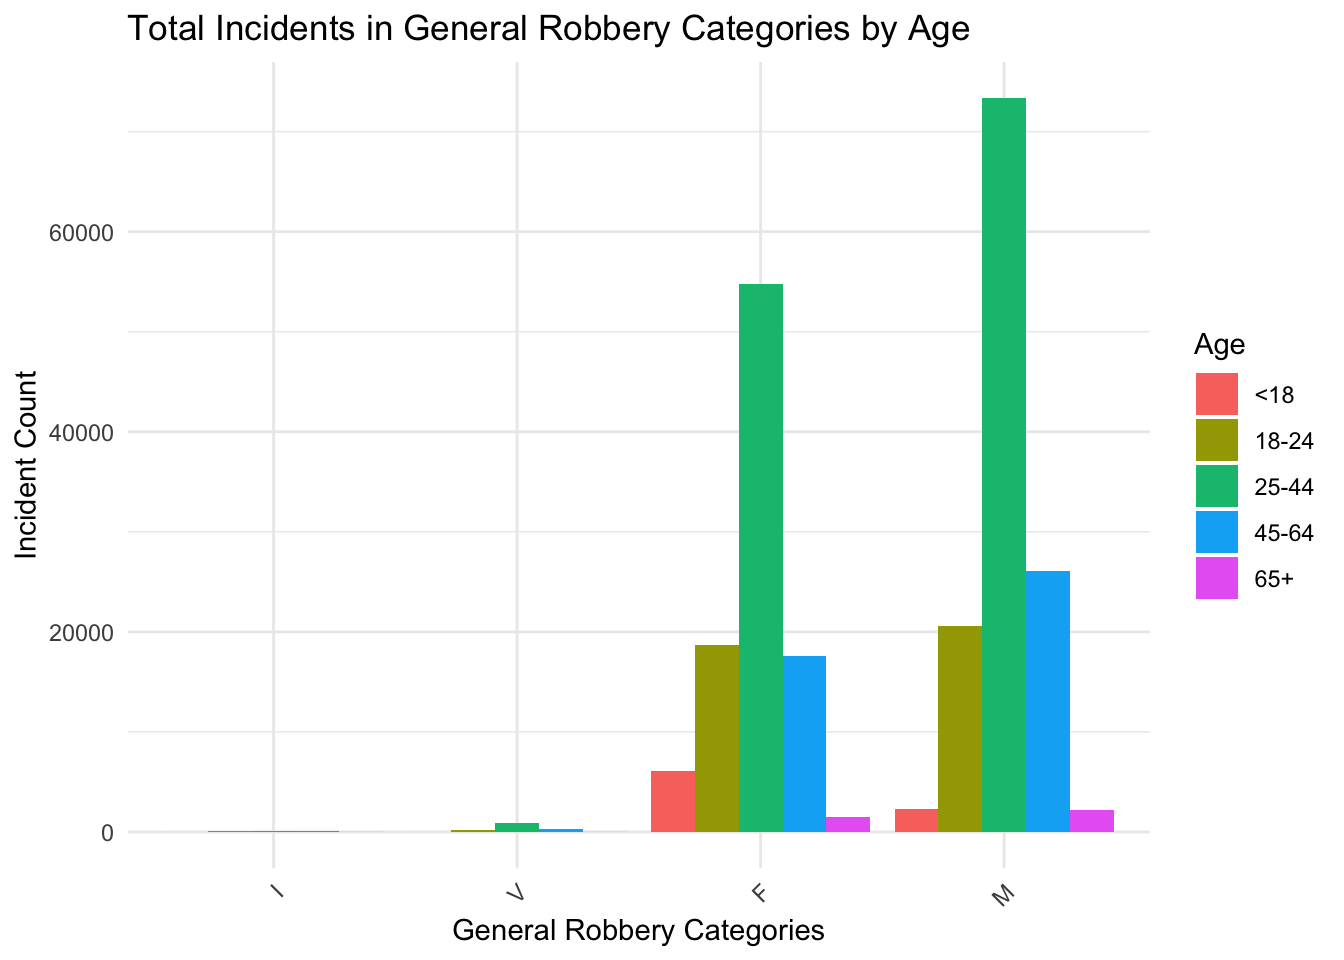 Total Incidents in General Robbery Categories by Age
60000
40000
20000
0
Incident Count
I
V
F
M
General Robbery Categories
Age
<18
18-24
25-44
45-64
65+